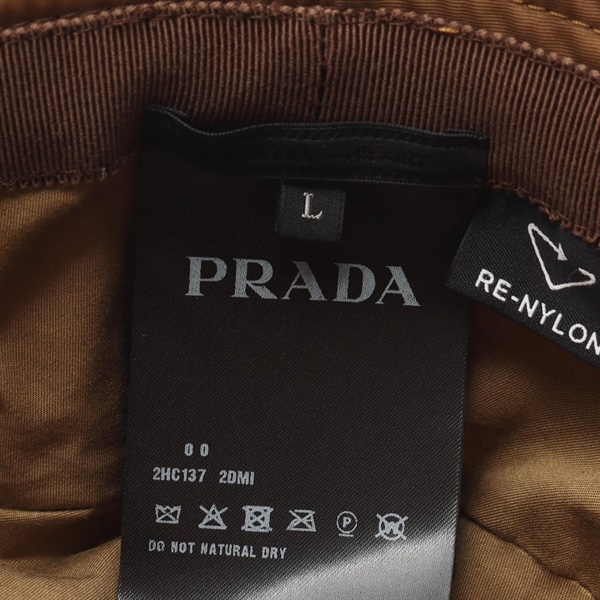 L
PRADA
RE-NYLON
0 0
2HC137 2DMI
P W
DO NOT NATURAL DRY